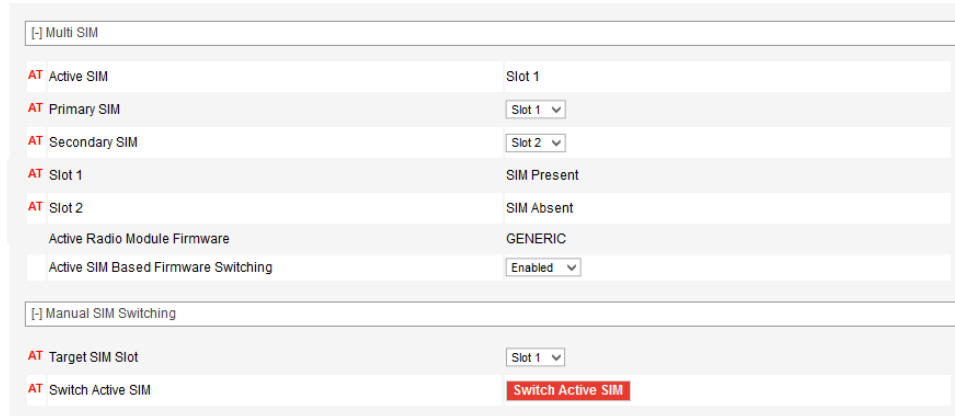 [-] Multi SIM
AT Active SIM Slot 1
AT Primary SIM Slot 1
AT Secondary SIM Slot 2
AT Slot 1 SIM Present
AT Slot 2 SIM Absent
Active Radio Module Firmware GENERIC
Active SIM Based Firmware Switching Enabled
[-] Manual SIM Switching
AT Target SIM Slot Slot 1
AT Switch Active SIM Switch Active SIM